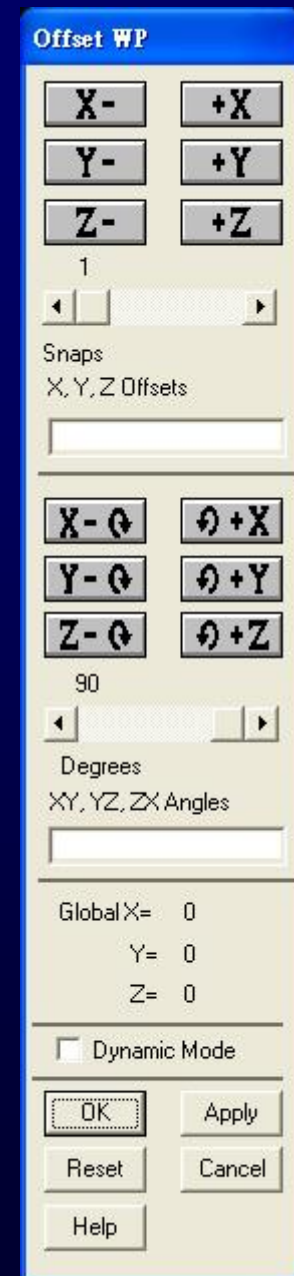 Offset WP
X- +X
Y- +Y
Z- +Z
1
Snaps
X, Y, Z Offsets
X- +X
Y- +Y
Z- +Z
90
Degrees
XY, YZ, ZX Angles
Global X= 0
Y= 0
Z= 0
Dynamic Mode
OK Apply
Reset Cancel
Help